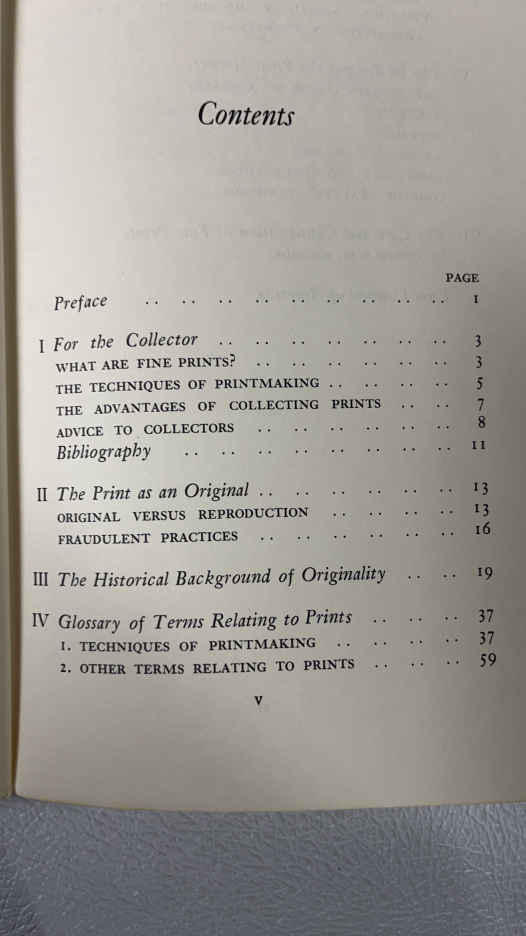 Contents
PAGE
Preface .. .. .. .. .. .. .. .. .. 1
I For the Collector .. .. .. .. .. .. .. 3
WHAT ARE FINE PRINTS? .. .. .. .. .. .. 3
THE TECHNIQUES OF PRINTMAKING .. .. .. .. 5
THE ADVANTAGES OF COLLECTING PRINTS .. .. 7
ADVICE TO COLLECTORS .. .. .. .. .. .. 8
Bibliography .. .. .. .. .. .. .. .. 11
II The Print as an Original .. .. .. .. .. .. 13
ORIGINAL VERSUS REPRODUCTION .. .. .. .. 13
FRAUDULENT PRACTICES .. .. .. .. .. .. 16
III The Historical Background of Originality .. .. 19
IV Glossary of Terms Relating to Prints .. .. .. 37
1. TECHNIQUES OF PRINTMAKING .. .. .. .. 37
2. OTHER TERMS RELATING TO PRINTS .. .. .. 59
v